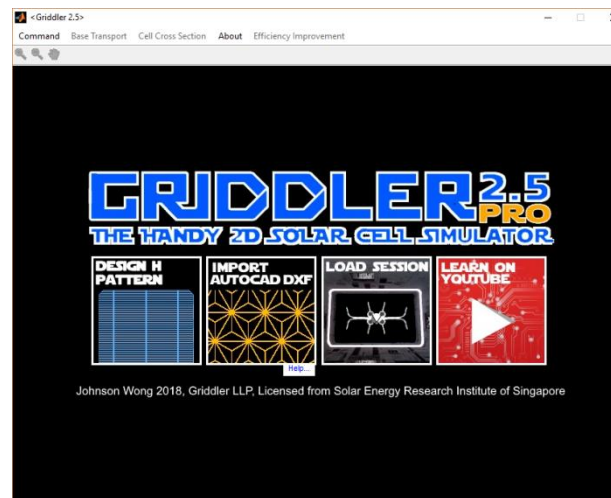 <Griddler 2.5>
Command Base Transport Cell Cross Section About Efficiency Improvement
GRIDDLER 2.5 PRO
THE HANDY 2D SOLAR CELL SIMULATOR
DESIGN H PATTERN
IMPORT AUTOCAD DXF
LOAD SESSION
LEARN ON YOUTUBE
Help...
Johnson Wong 2018, Griddler LLP, Licensed from Solar Energy Research Institute of Singapore